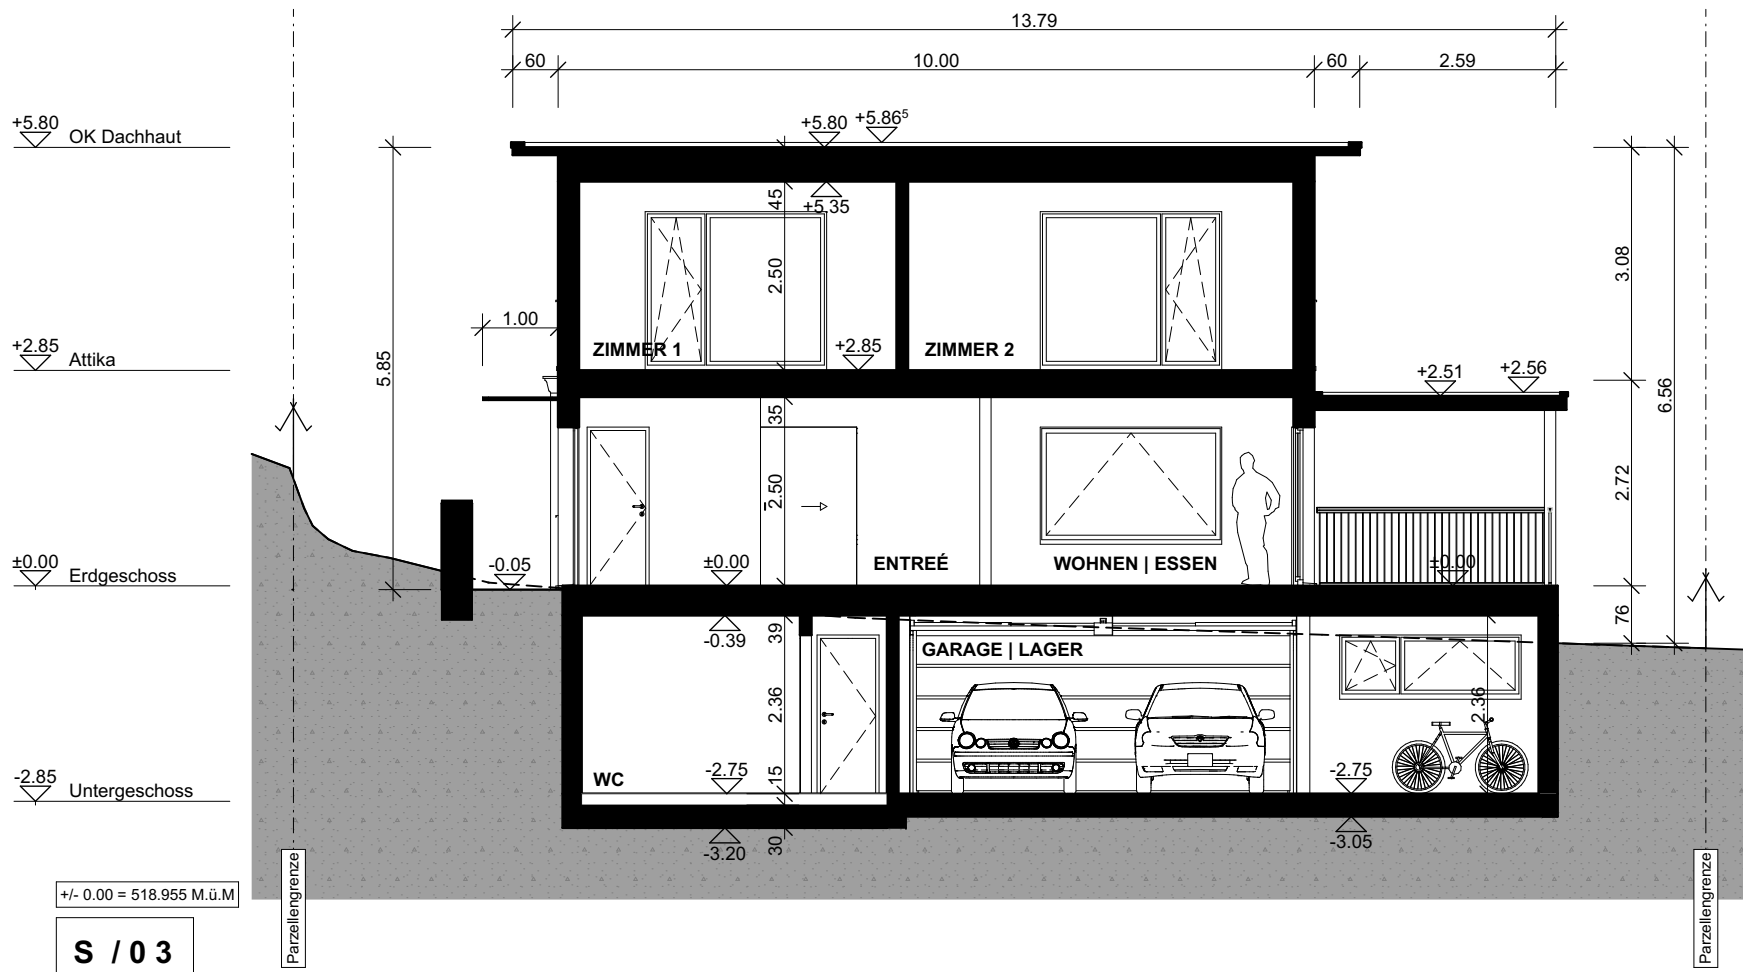 13.79
60
10.00
60
2.59
+5.80
OK Dachhaut
+5.80
+5.86⁵
45
+5.35
2.50
3.08
1.00
ZIMMER 1
+2.85
ZIMMER 2
+2.85
Attika
5.85
+2.51
+2.56
6.56
35
2.50
2.72
±0.00
Erdgeschoss
-0.05
±0.00
ENTREÉ
WOHNEN | ESSEN
±0.00
76
-0.39
39
GARAGE | LAGER
2.36
2.36
WC
-2.75
15
-2.75
-2.85
Untergeschoss
-3.20
30
-3.05
+/- 0.00 = 518.955 M.ü.M
S / 0 3
Parzellengrenze
Parzellengrenze